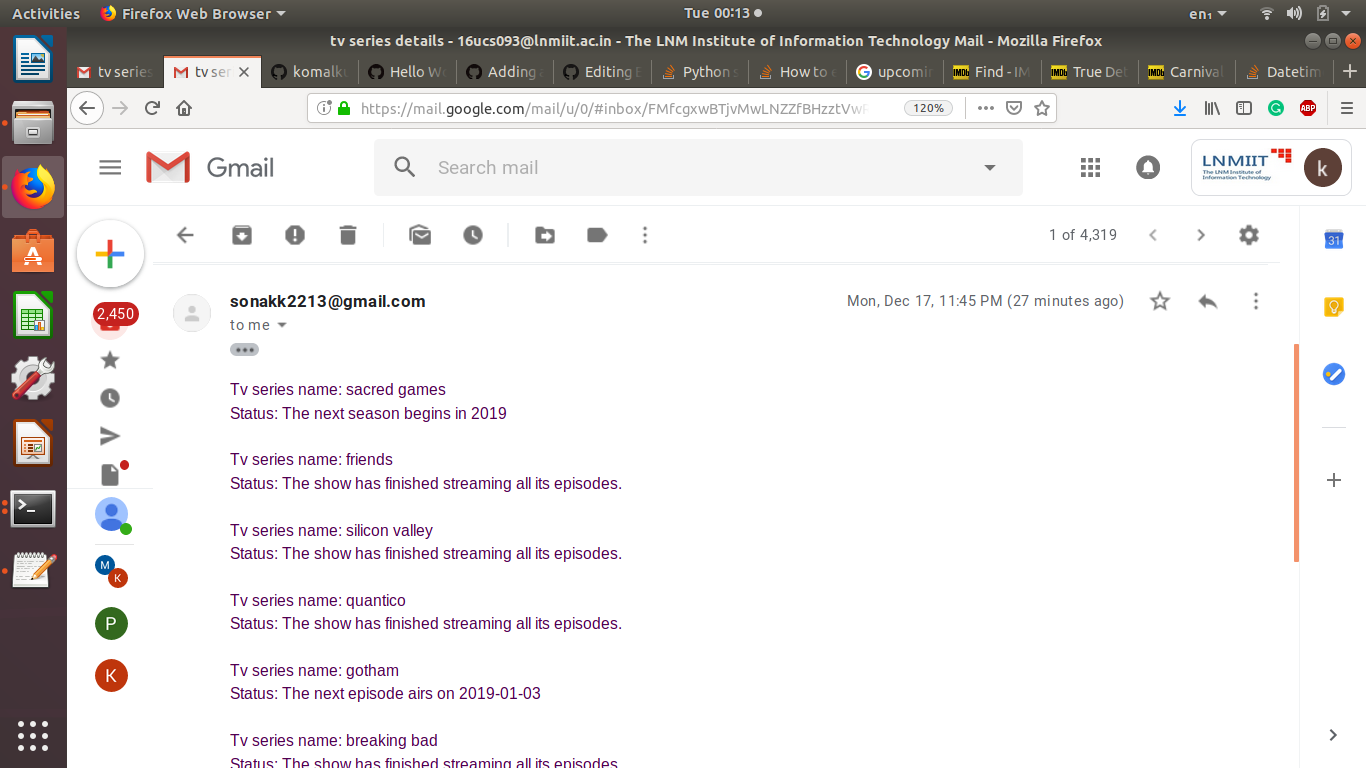 Activities Firefox Web Browser Tue 00:13 en₁
tv series details - 16ucs093@lnmiit.ac.in - The LNM Institute of Information Technology Mail - Mozilla Firefox
tv series tv ser komalku Hello Wo Adding Editing Python s How to e upcomin Find - IM True Det Carnival Datetim
https://mail.google.com/mail/u/0/#inbox/FMfcgxwBTjvMwLNZZfBHzztVwR 120% ABP
Gmail Search mail LNMIIT
The LNM Institute of
Information Technology
k
1 of 4,319
31
2,450
sonakk2213@gmail.com Mon, Dec 17, 11:45 PM (27 minutes ago)
to me
Tv series name: sacred games
Status: The next season begins in 2019
Tv series name: friends
Status: The show has finished streaming all its episodes.
Tv series name: silicon valley
Status: The show has finished streaming all its episodes.
M
K
Tv series name: quantico
Status: The show has finished streaming all its episodes.
P
Tv series name: gotham
Status: The next episode airs on 2019-01-03
K
Tv series name: breaking bad
Status: The show has finished streaming all its episodes.